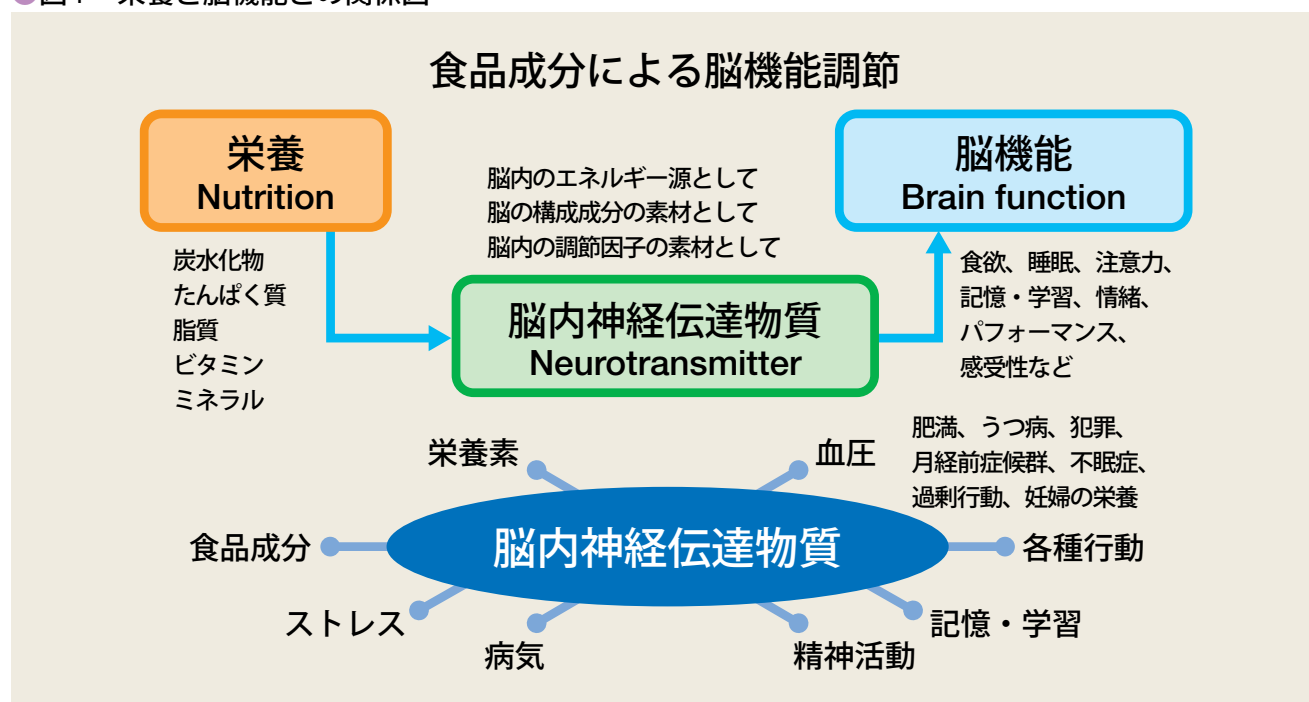 食品成分による脳機能調節
栄養
Nutrition
炭水化物
たんぱく質
脂質
ビタミン
ミネラル
脳内のエネルギー源として
脳の構成成分の素材として
脳内の調節因子の素材として
脳内神経伝達物質
Neurotransmitter
脳機能
Brain function
食欲、睡眠、注意力、
記憶・学習、情緒、
パフォーマンス、
感受性など
肥満、うつ病、犯罪、
月経前症候群、不眠症、
過剰行動、妊婦の栄養
栄養素
血圧
食品成分
脳内神経伝達物質
各種行動
ストレス
病気
精神活動
記憶・学習